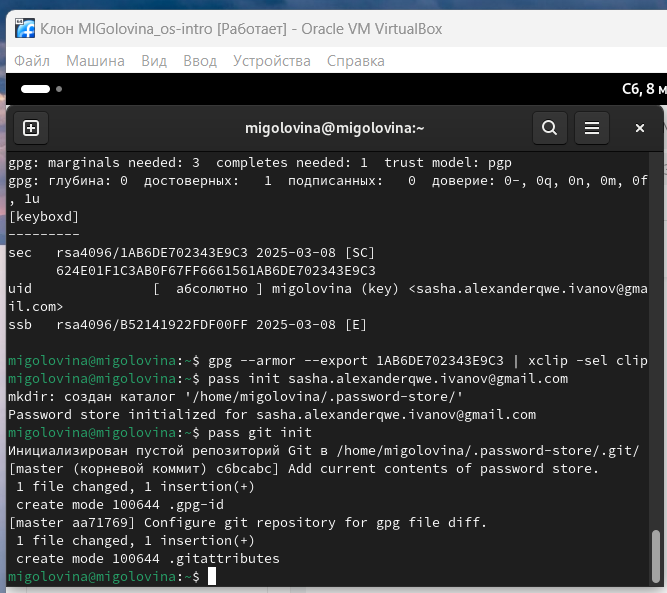 Клон MIGolovina_os-intro [Работает] - Oracle VM VirtualBox
Файл Машина Вид Ввод Устройства Справка
Сб, 8 м
migolovina@migolovina:~
gpg: marginals needed: 3  completes needed: 1  trust model: pgp
gpg: глубина: 0  достоверных:   1  подписанных:   0  доверие: 0-, 0q, 0n, 0m, 0f
, 1u
[keyboxd]
---------
sec   rsa4096/1AB6DE702343E9C3 2025-03-08 [SC]
      624E01F1C3AB0F67FF6661561AB6DE702343E9C3
uid               [  абсолютно ] migolovina (key) <sasha.alexanderqwe.ivanov@gma
il.com>
ssb   rsa4096/B52141922FDF00FF 2025-03-08 [E]
migolovina@migolovina:~$ gpg --armor --export 1AB6DE702343E9C3 | xclip -sel clip
migolovina@migolovina:~$ pass init sasha.alexanderqwe.ivanov@gmail.com
mkdir: создан каталог '/home/migolovina/.password-store/'
Password store initialized for sasha.alexanderqwe.ivanov@gmail.com
migolovina@migolovina:~$ pass git init
Инициализирован пустой репозиторий Git в /home/migolovina/.password-store/.git/
[master (корневой коммит) c6bcabc] Add current contents of password store.
 1 file changed, 1 insertion(+)
 create mode 100644 .gpg-id
[master aa71769] Configure git repository for gpg file diff.
 1 file changed, 1 insertion(+)
 create mode 100644 .gitattributes
migolovina@migolovina:~$